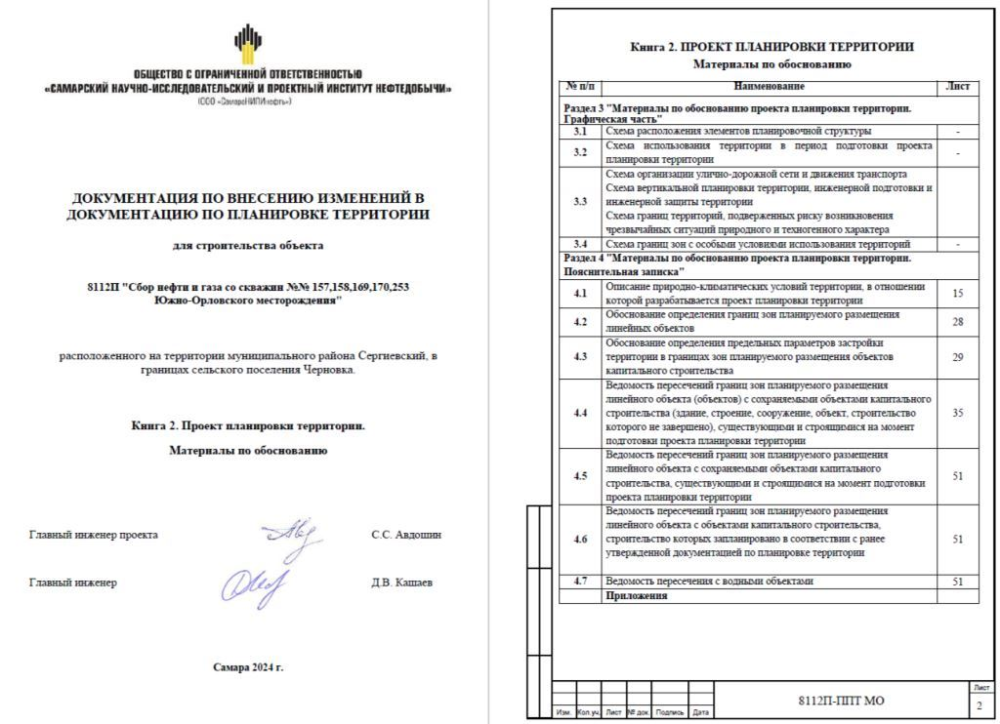 ОБЩЕСТВО С ОГРАНИЧЕННОЙ ОТВЕТСТВЕННОСТЬЮ
«САМАРСКИЙ НАУЧНО-ИССЛЕДОВАТЕЛЬСКИЙ И ПРОЕКТНЫЙ ИНСТИТУТ НЕФТЕДОБЫЧИ»
(ООО «СамараНИПИнефть»)
ДОКУМЕНТАЦИЯ ПО ВНЕСЕНИЮ ИЗМЕНЕНИЙ В
ДОКУМЕНТАЦИЮ ПО ПЛАНИРОВКЕ ТЕРРИТОРИИ
для строительства объекта
8112П "Сбор нефти и газа со скважин №№ 157,158,169,170,253
Южно-Орловского месторождения"
расположенного на территории муниципального района Сергиевский, в
границах сельского поселения Черновка.
Книга 2. Проект планировки территории.
Материалы по обоснованию
Главный инженер проекта С.С. Авдошин
Главный инженер Д.В. Кашаев
Самара 2024 г.
Книга 2. ПРОЕКТ ПЛАНИРОВКИ ТЕРРИТОРИИ
Материалы по обоснованию
№ п/п Наименование Лист
Раздел 3 "Материалы по обоснованию проекта планировки территории.
Графическая часть"
3.1 Схема расположения элементов планировочной структуры -
3.2 Схема использования территории в период подготовки проекта
планировки территории -
3.3 Схема организации улично-дорожной сети и движения транспорта
Схема вертикальной планировки территории, инженерной подготовки и
инженерной защиты территории
Схема границ территорий, подверженных риску возникновения
чрезвычайных ситуаций природного и техногенного характера
3.4 Схема границ зон с особыми условиями использования территорий -
Раздел 4 "Материалы по обоснованию проекта планировки территории.
Пояснительная записка"
4.1 Описание природно-климатических условий территории, в отношении
которой разрабатывается проект планировки территории 15
4.2 Обоснование определения границ зон планируемого размещения
линейных объектов 28
4.3 Обоснование определения предельных параметров застройки
территории в границах зон планируемого размещения объектов
капитального строительства 29
4.4 Ведомость пересечений границ зон планируемого размещения
линейного объекта (объектов) с сохраняемыми объектами капитального
строительства (здание, строение, сооружение, объект, строительство
которого не завершено), существующими и строящимися на момент
подготовки проекта планировки территории 35
4.5 Ведомость пересечений границ зон планируемого размещения
линейного объекта с сохраняемыми объектами капитального
строительства, существующими и строящимися на момент подготовки
проекта планировки территории 51
4.6 Ведомость пересечений границ зон планируемого размещения
линейного объекта с объектами капитального строительства,
строительство которых запланировано в соответствии с ранее
утвержденной документацией по планировке территории 51
4.7 Ведомость пересечения с водными объектами 51
Приложения
Изм. Кол.уч. Лист № док. Подпись Дата
8112П-ППТ МО
Лист
2